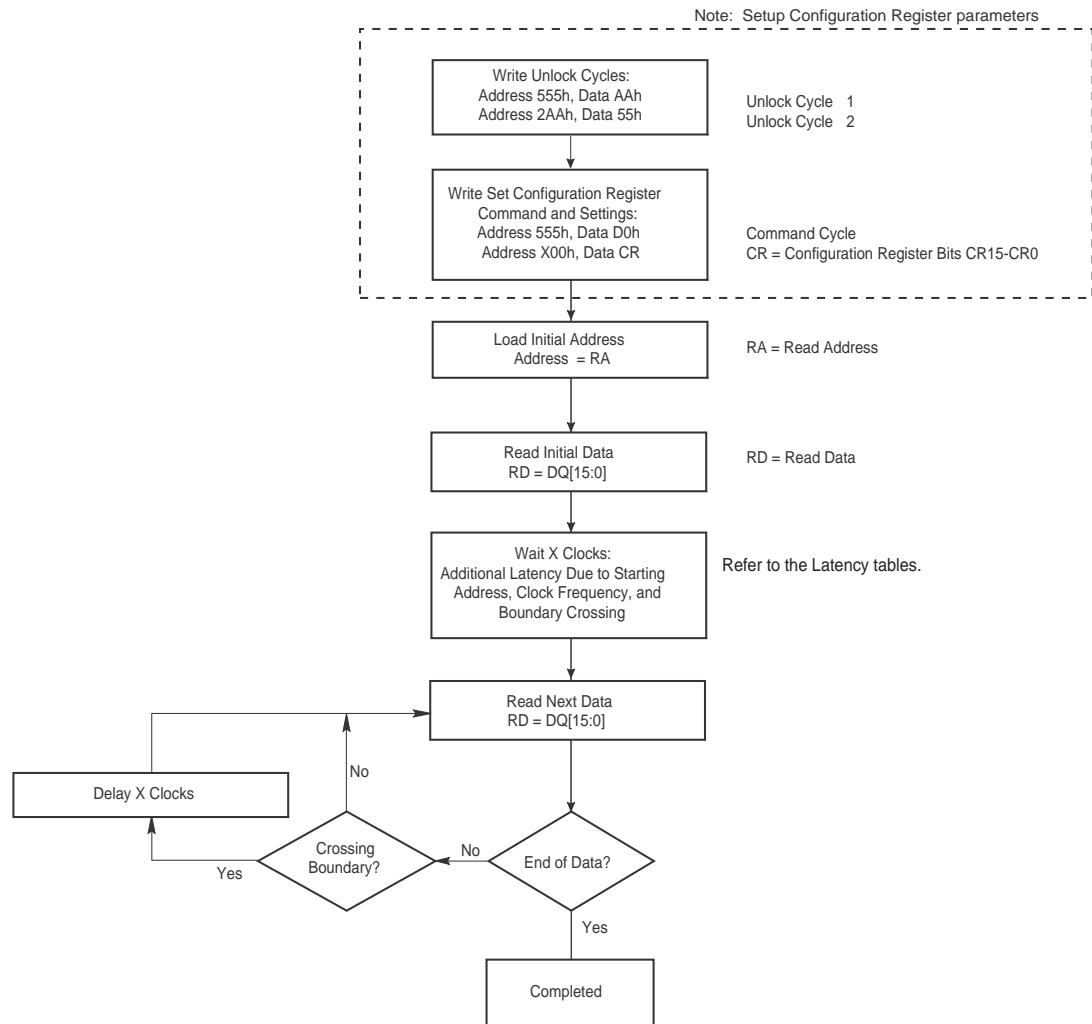 Note: Setup Configuration Register parameters
Write Unlock Cycles:
Address 555h, Data AAh
Address 2AAh, Data 55h
Unlock Cycle 1
Unlock Cycle 2
Write Set Configuration Register
Command and Settings:
Address 555h, Data D0h
Address X00h, Data CR
Command Cycle
CR = Configuration Register Bits CR15-CR0
Load Initial Address
Address = RA
RA = Read Address
Read Initial Data
RD = DQ[15:0]
RD = Read Data
Wait X Clocks:
Additional Latency Due to Starting
Address, Clock Frequency, and
Boundary Crossing
Refer to the Latency tables.
Read Next Data
RD = DQ[15:0]
No
Delay X Clocks
Crossing
Boundary?
No
End of Data?
Yes
Yes
Completed